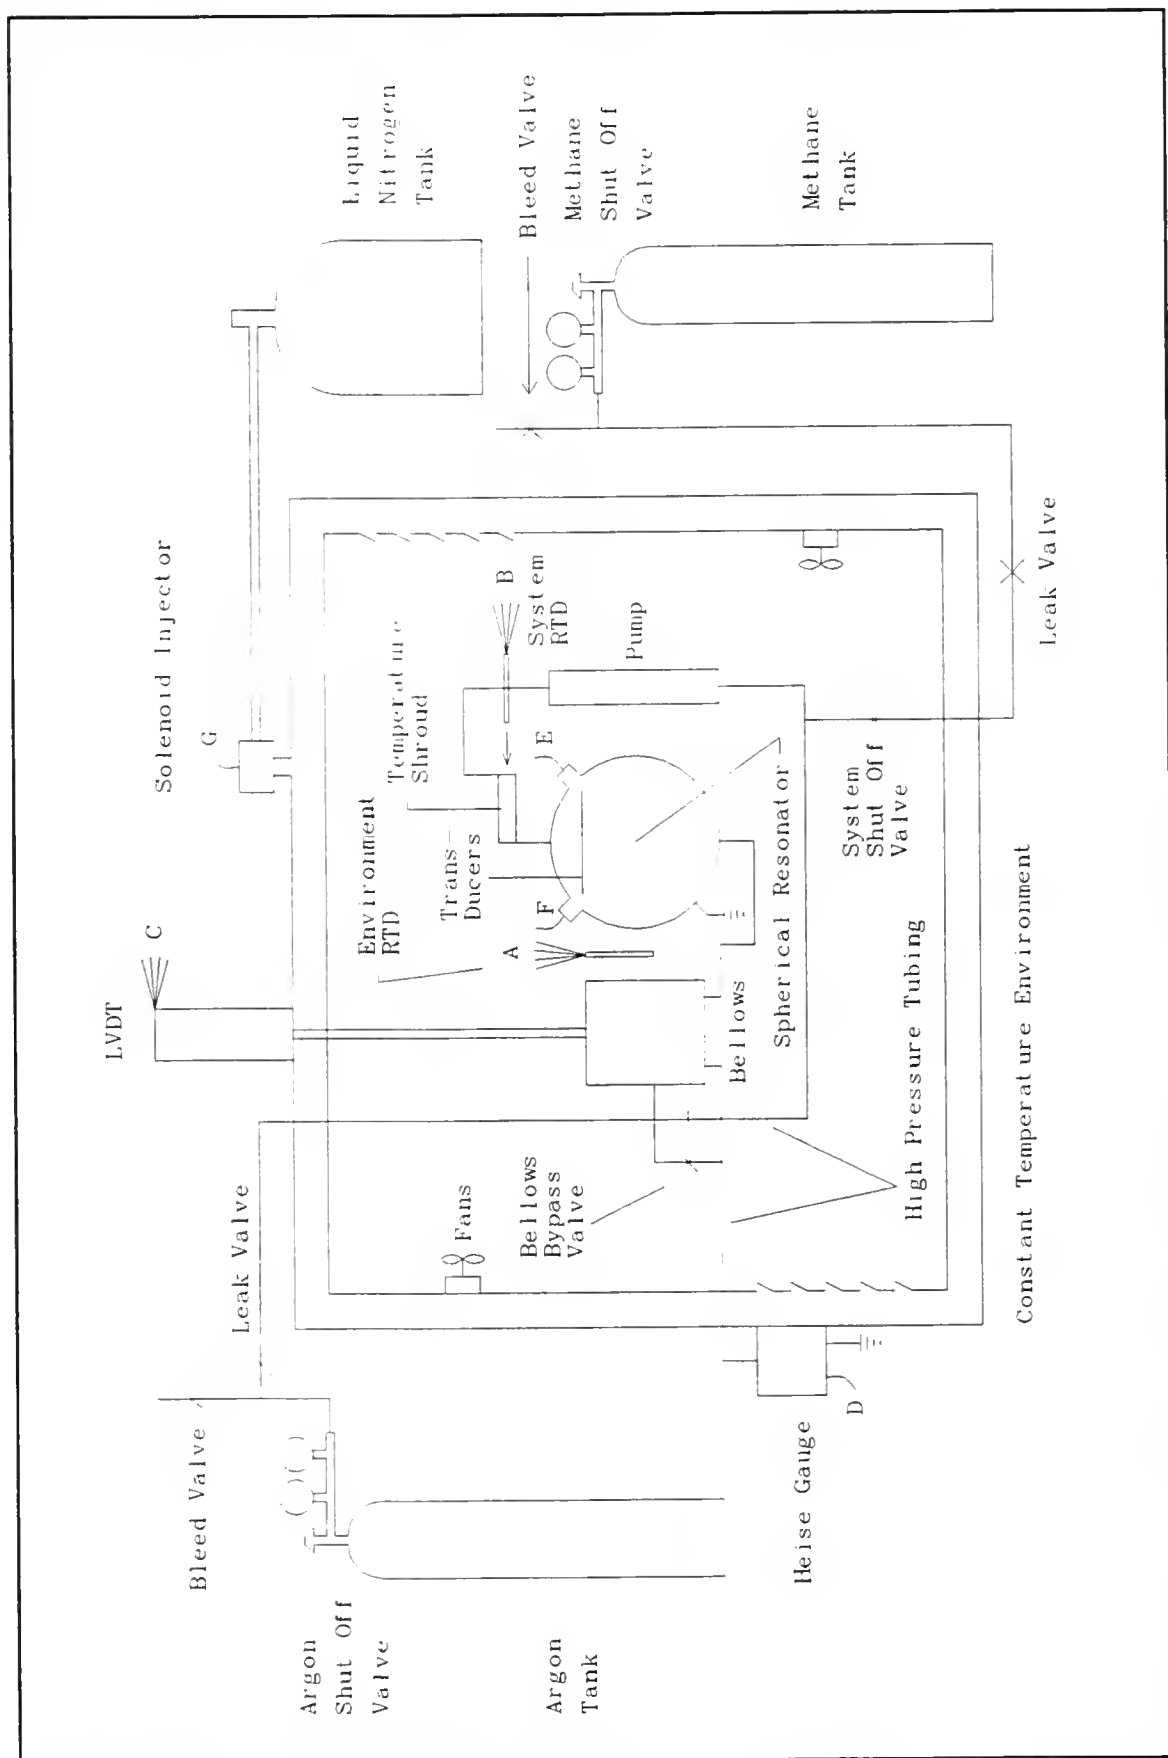 LVDT
C
Solenoid Injector
G
Liquid
Nitrogen
Tank
Bleed Valve
Leak Valve
Environment
RTD
Temperature
Shroud
Bleed Valve
Argon
Shut Off
Valve
Fans
Trans-
Ducers
A
F
E
B
System
RTD
Methane
Shut Off
Valve
Bellows
Bypass
Valve
Pump
Argon
Tank
Bellows
Spherical Resonator
Methane
Tank
Heise Gauge
D
System
Shut Off
Valve
High Pressure Tubing
Constant Temperature Environment
Leak Valve